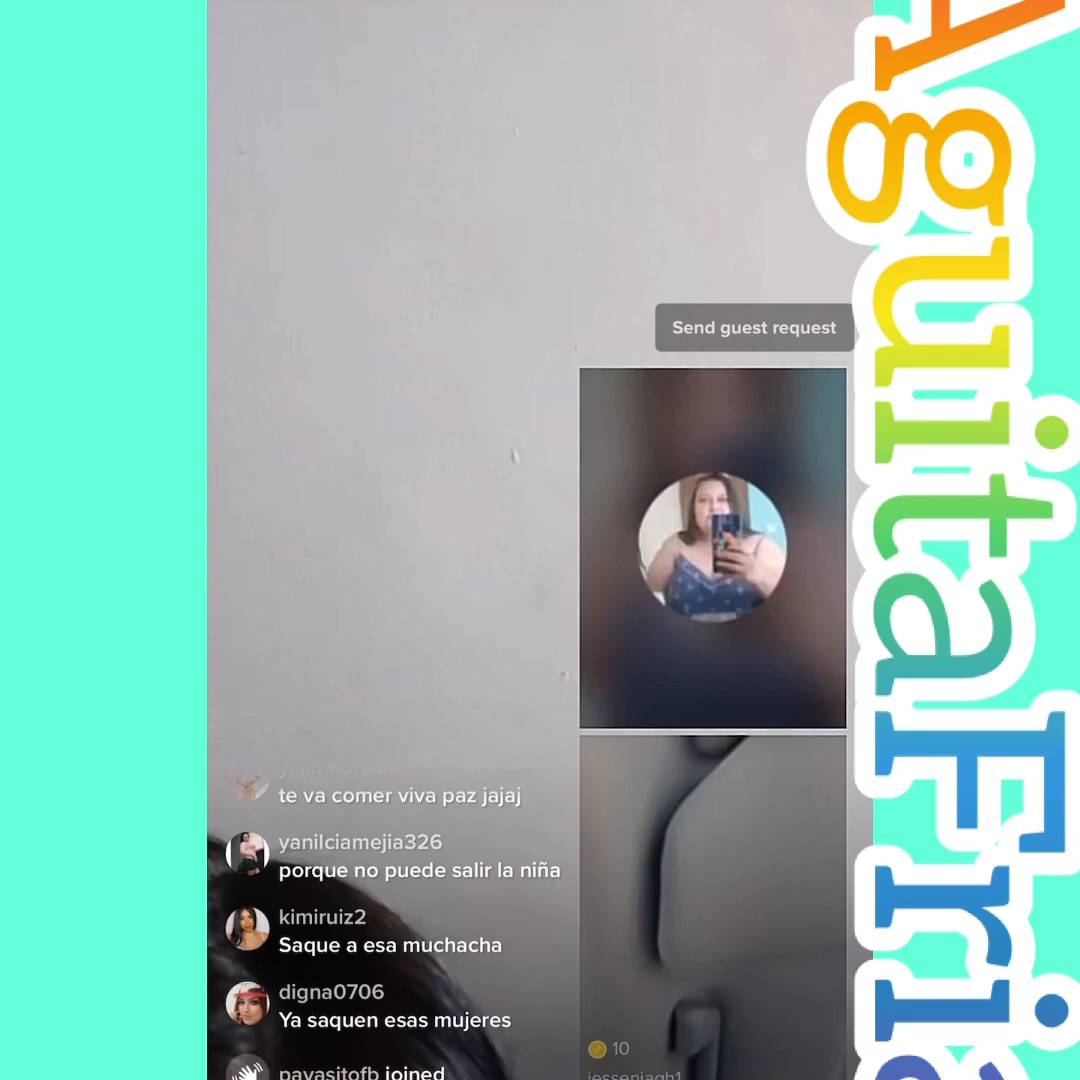 AguitaFria
Send guest request
te va comer viva paz jajaj
yanilciamejia326
porque no puede salir la niña
kimiruiz2
Saque a esa muchacha
digna0706
Ya saquen esas mujeres
payasitofb joined
10
jesseniagh1